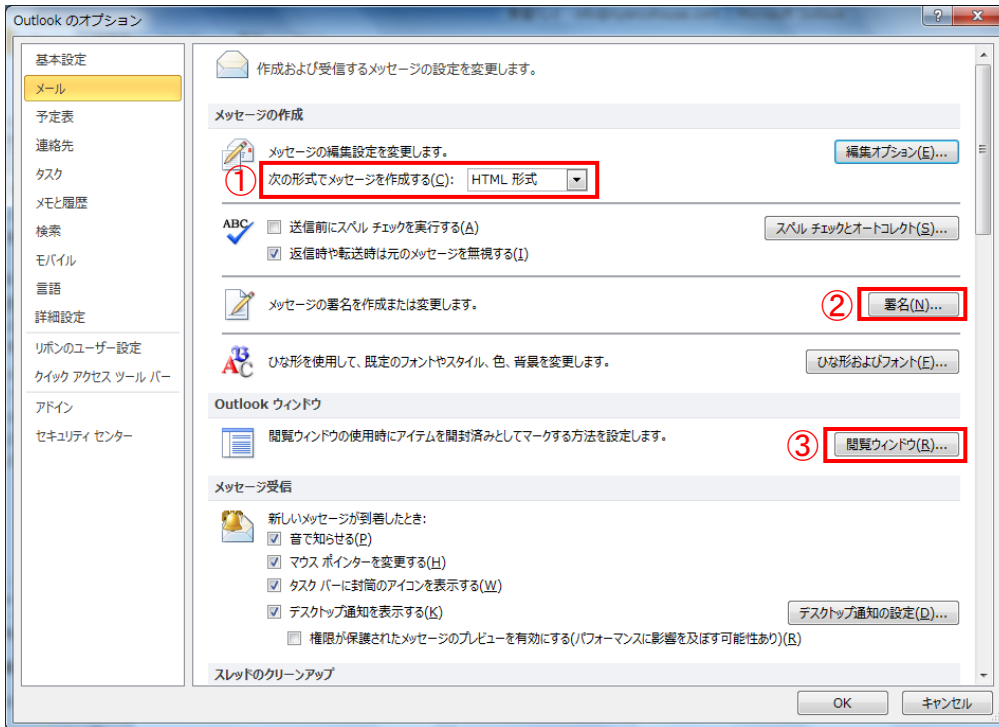 Outlook のオプション
基本設定
メール
予定表
連絡先
タスク
メモと履歴
検索
モバイル
言語
詳細設定
リボンのユーザー設定
クイック アクセス ツール バー
アドイン
セキュリティ センター
作成および受信するメッセージの設定を変更します。
メッセージの作成
メッセージの編集設定を変更します。
編集オプション(E)...
① 次の形式でメッセージを作成する(C): HTML 形式
ABC 送信前にスペル チェックを実行する(A)
スペル チェックとオートコレクト(S)...
返信時や転送時は元のメッセージを無視する(I)
メッセージの署名を作成または変更します。
② 署名(N)...
ひな形を使用して、既定のフォントやスタイル、色、背景を変更します。
ひな形およびフォント(F)...
Outlook ウィンドウ
閲覧ウィンドウの使用時にアイテムを開封済みとしてマークする方法を設定します。
③ 閲覧ウィンドウ(R)...
メッセージ受信
新しいメッセージが到着したとき:
音で知らせる(P)
マウス ポインターを変更する(H)
タスク バーに封筒のアイコンを表示する(W)
デスクトップ通知を表示する(K)
デスクトップ通知の設定(D)...
権限が保護されたメッセージのプレビューを有効にする(パフォーマンスに影響を及ぼす可能性あり)(R)
スレッドのクリーンアップ
OK
キャンセル